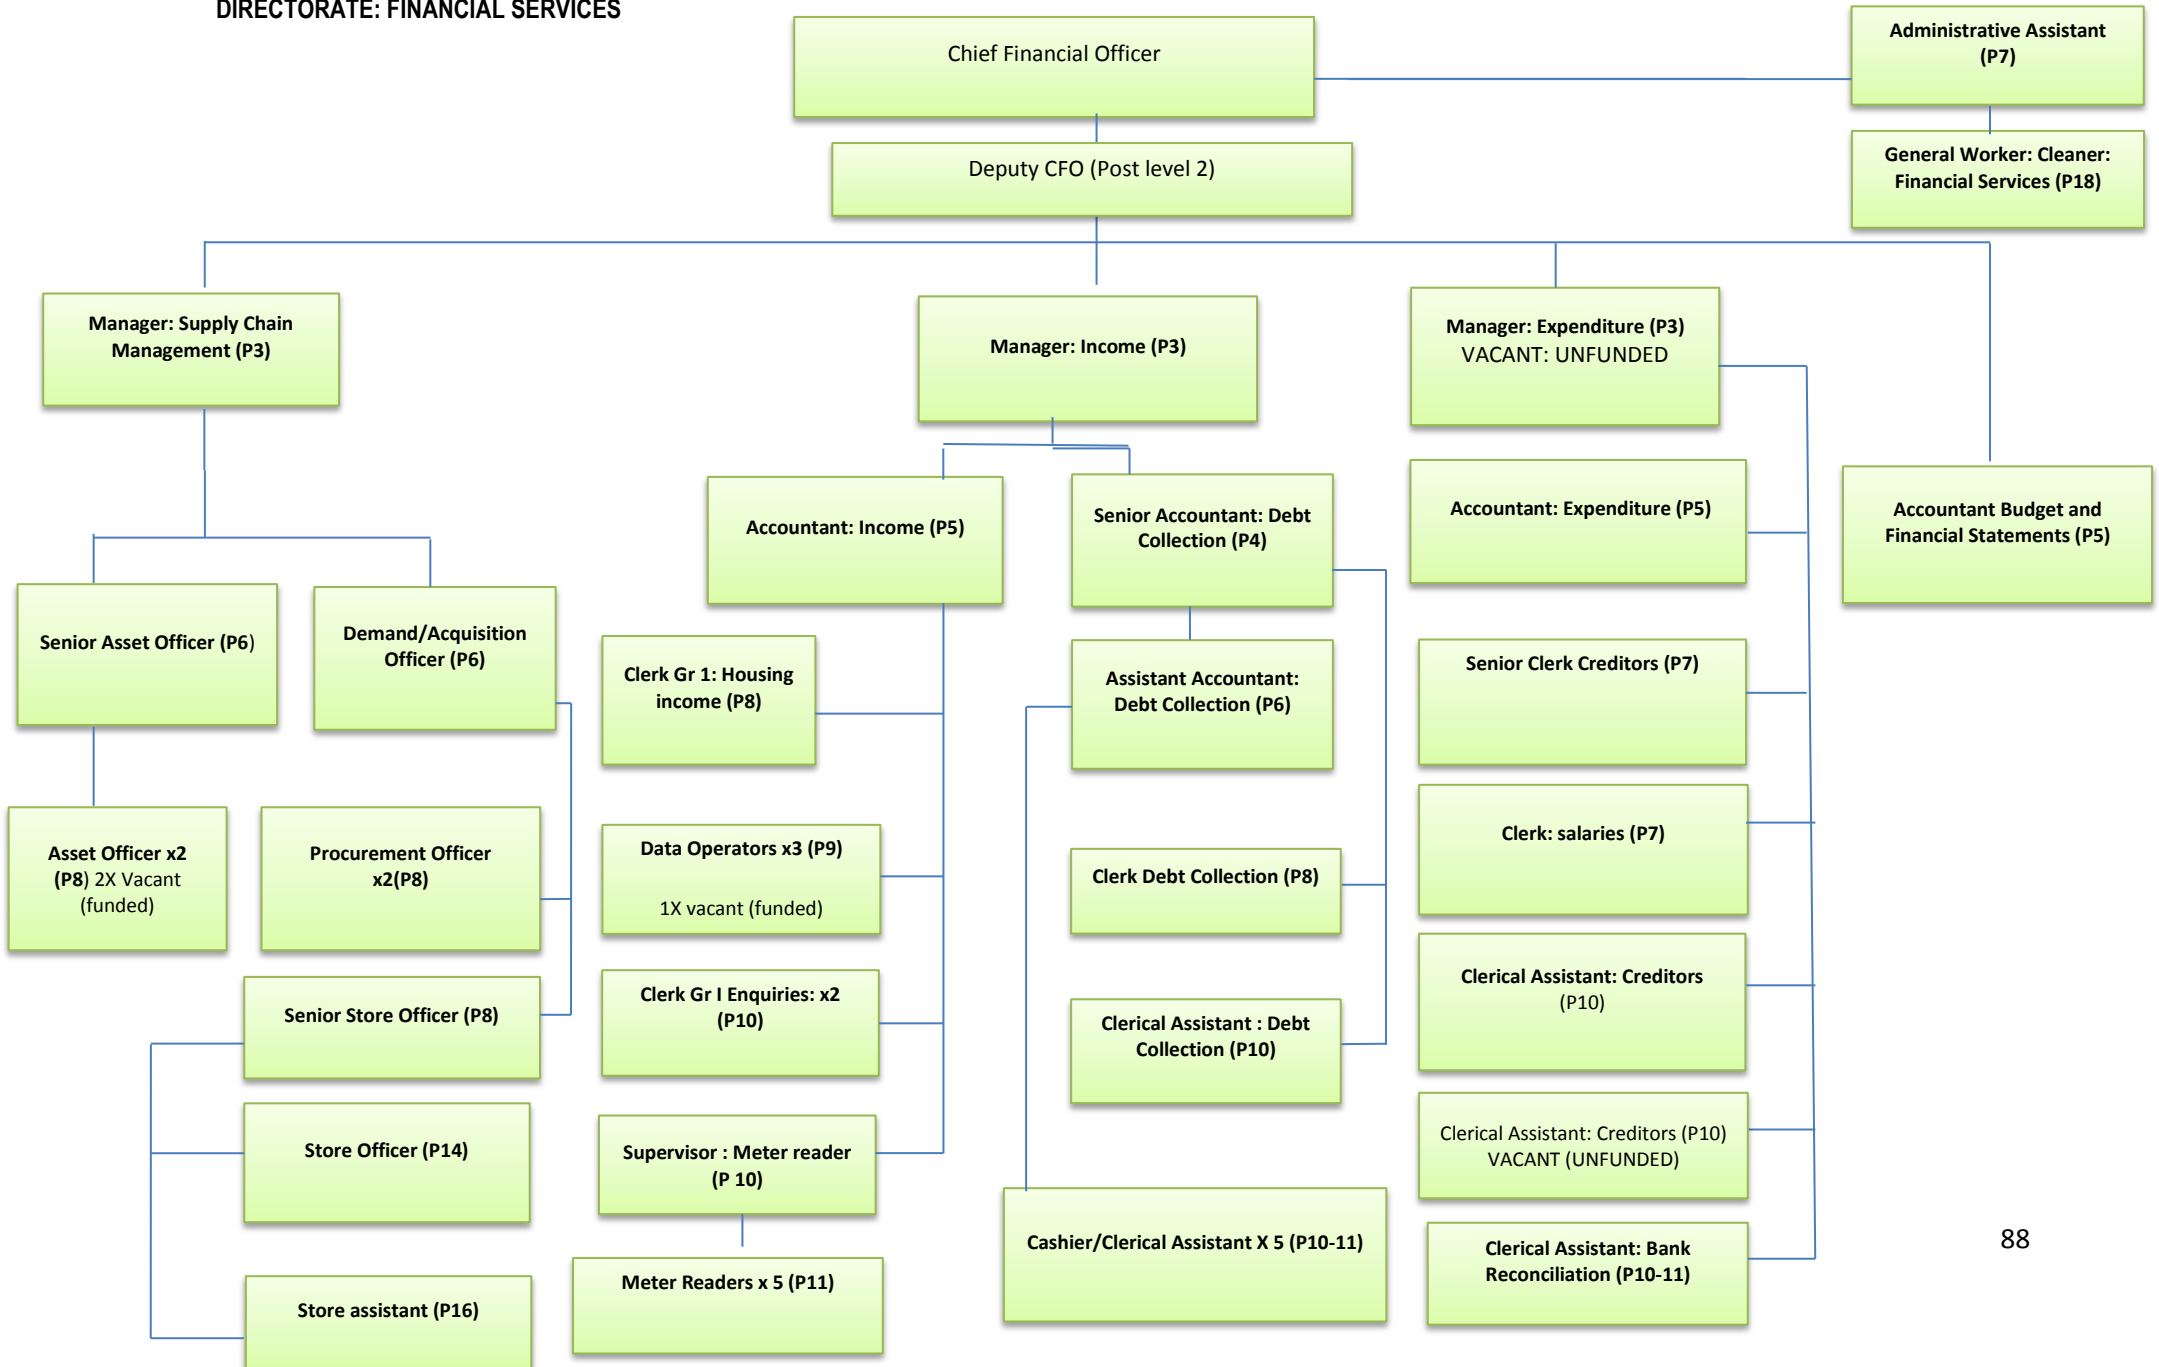 DIRECTORATE: FINANCIAL SERVICES
Chief Financial Officer
Administrative Assistant
(P7)
Deputy CFO (Post level 2)
General Worker: Cleaner:
Financial Services (P18)
Manager: Supply Chain
Management (P3)
Manager: Income (P3)
Manager: Expenditure (P3)
VACANT: UNFUNDED
Accountant: Income (P5)
Senior Accountant: Debt
Collection (P4)
Accountant: Expenditure (P5)
Accountant Budget and
Financial Statements (P5)
Senior Asset Officer (P6)
Demand/Acquisition
Officer (P6)
Clerk Gr 1: Housing
income (P8)
Assistant Accountant:
Debt Collection (P6)
Senior Clerk Creditors (P7)
Asset Officer x2
(P8) 2X Vacant
(funded)
Procurement Officer
x2(P8)
Data Operators x3 (P9)
1X vacant (funded)
Clerk Debt Collection (P8)
Clerk: salaries (P7)
Senior Store Officer (P8)
Clerk Gr I Enquiries: x2
(P10)
Clerical Assistant : Debt
Collection (P10)
Clerical Assistant: Creditors
(P10)
Store Officer (P14)
Supervisor : Meter reader
(P 10)
Clerical Assistant: Creditors (P10)
VACANT (UNFUNDED)
Cashier/Clerical Assistant X 5 (P10-11)
Clerical Assistant: Bank
Reconciliation (P10-11)
Store assistant (P16)
Meter Readers x 5 (P11)
88